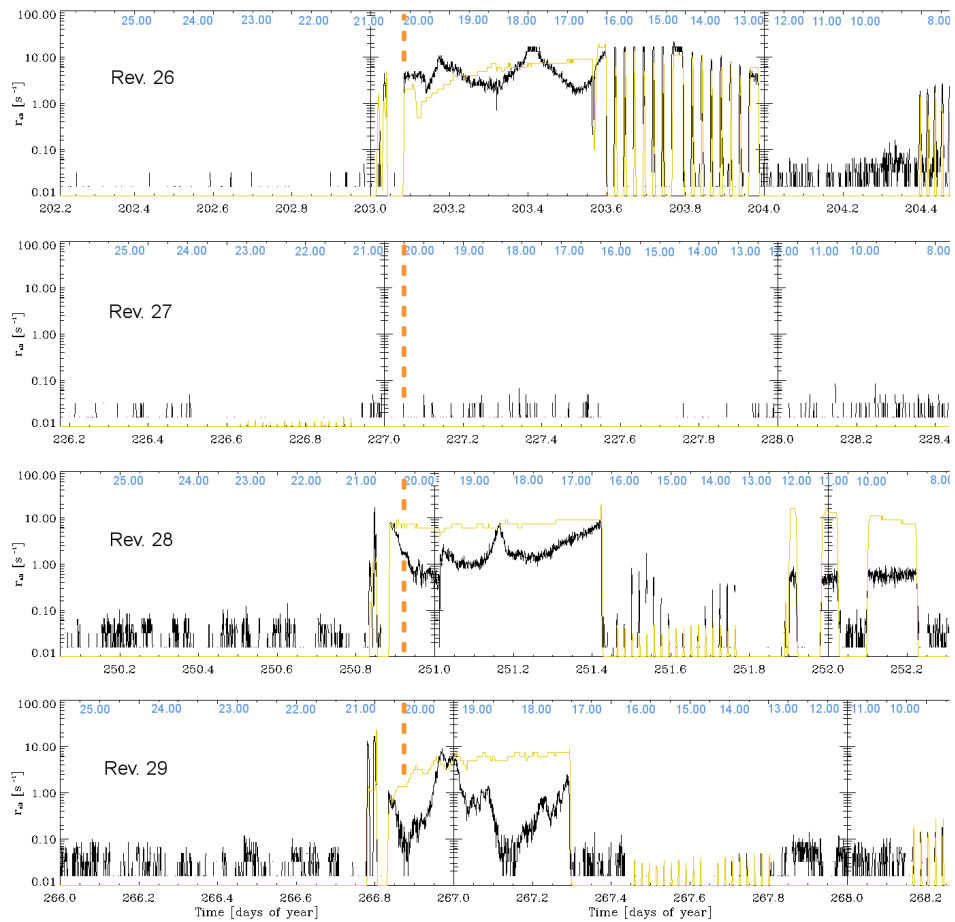 25.00 24.00 23.00 22.00 20.00 19.00 18.00 17.00 16.00 15.00 14.00 13.00 12.00 11.00 10.00 8.00
100.00
10.00
1.00
0.10
0.01
[s⁻¹]
Rev. 26
202.2 202.4 202.6 202.8 203.0 203.2 203.4 203.6 203.8 204.0 204.2 204.4
25.00 24.00 23.00 22.00 21.00 20.00 19.00 18.00 17.00 16.00 15.00 14.00 13.00 12.00 11.00 10.00 8.00
100.00
10.00
1.00
0.10
0.01
[s⁻¹]
Rev. 27
226.2 226.4 226.6 226.8 227.0 227.2 227.4 227.6 227.8 228.0 228.2 228.4
25.00 24.00 23.00 22.00 21.00 20.00 19.00 18.00 17.00 16.00 15.00 14.00 13.00 12.00 11.00 10.00 8.00
100.00
10.00
1.00
0.10
0.01
[s⁻¹]
Rev. 28
250.2 250.4 250.6 250.8 251.0 251.2 251.4 251.6 251.8 252.0 252.2
25.00 24.00 23.00 22.00 21.00 20.00 19.00 18.00 17.00 16.00 15.00 14.00 13.00 12.00 11.00 10.00
100.00
10.00
1.00
0.10
0.01
[s⁻¹]
Rev. 29
266.0 266.2 266.4 266.6 266.8 267.0 267.2 267.4 267.6 267.8 268.0 268.2
Time [days of year] Time [days of year]